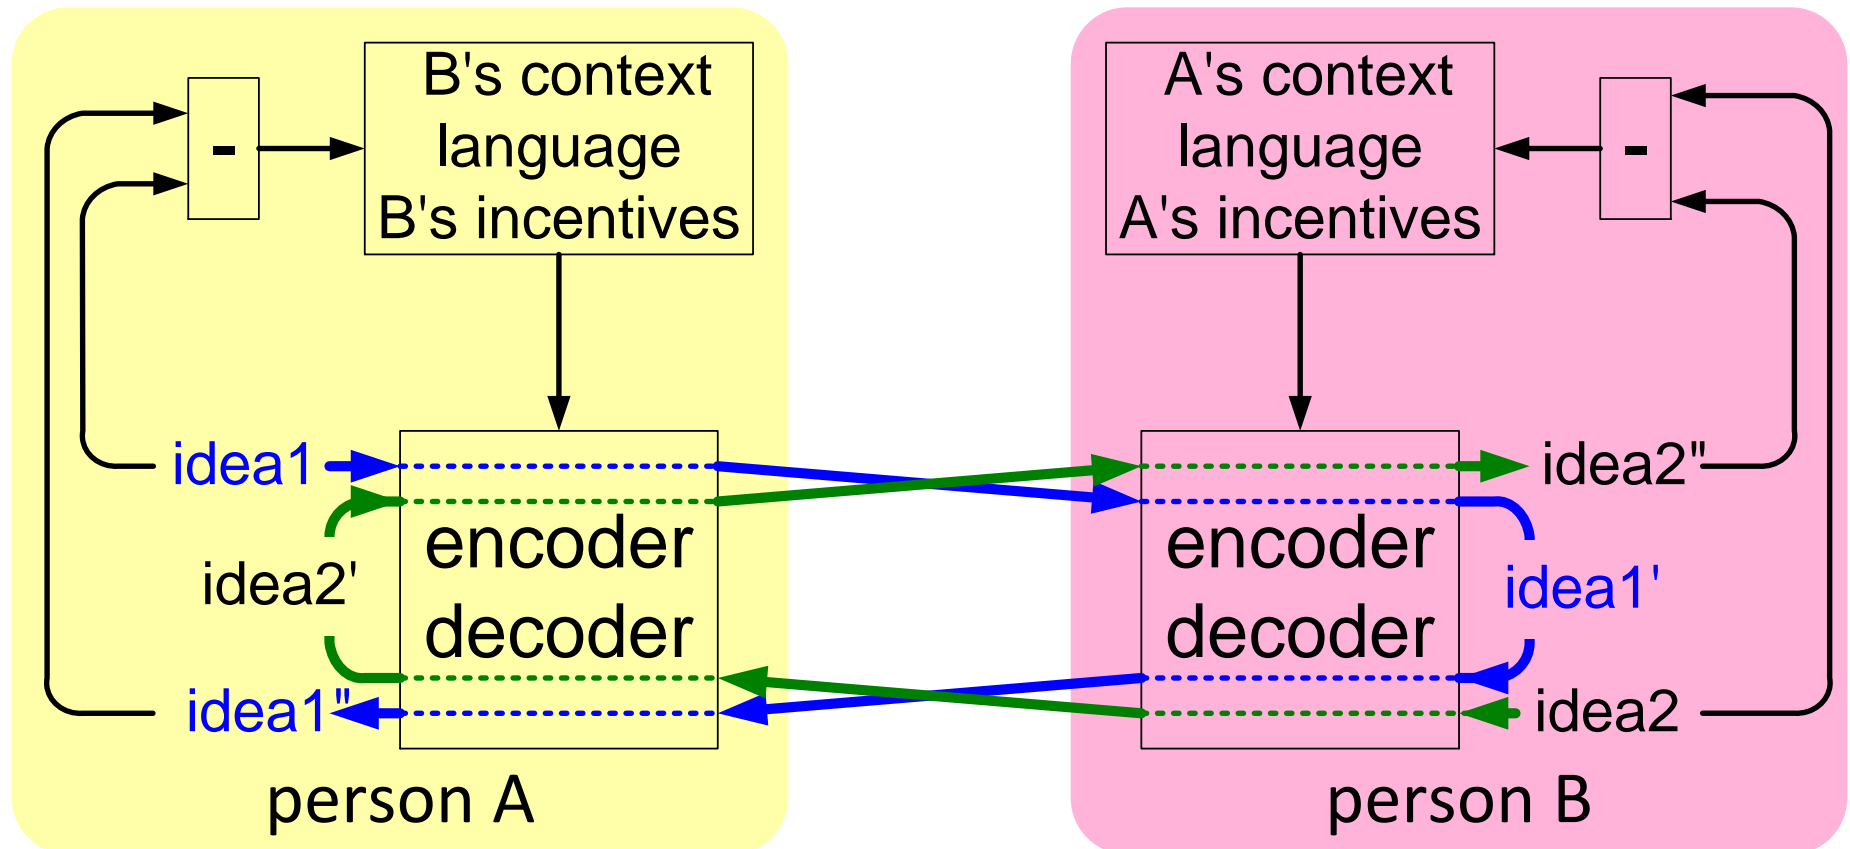 B's context
language
B's incentives
-
idea1
idea2'
idea1"
encoder
decoder
person A
A's context
language
A's incentives
-
encoder
decoder
idea2"
idea1'
idea2
person B